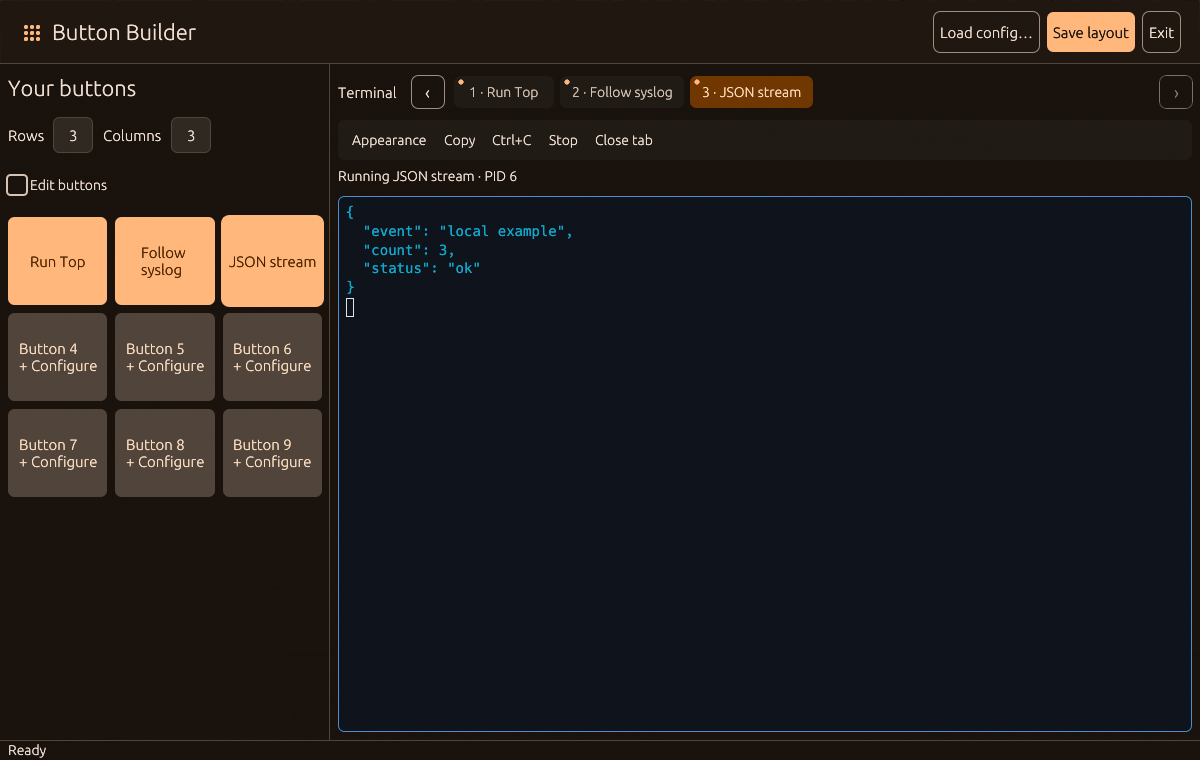 Button Builder
Load config…
Save layout
Exit
Your buttons
Rows 3 Columns 3
Edit buttons
Run Top
Follow
syslog
JSON stream
Button 4
+ Configure
Button 5
+ Configure
Button 6
+ Configure
Button 7
+ Configure
Button 8
+ Configure
Button 9
+ Configure
Terminal ‹ 1 · Run Top 2 · Follow syslog 3 · JSON stream ›
Appearance Copy Ctrl+C Stop Close tab
Running JSON stream · PID 6
{
  "event": "local example",
  "count": 3,
  "status": "ok"
}
Ready